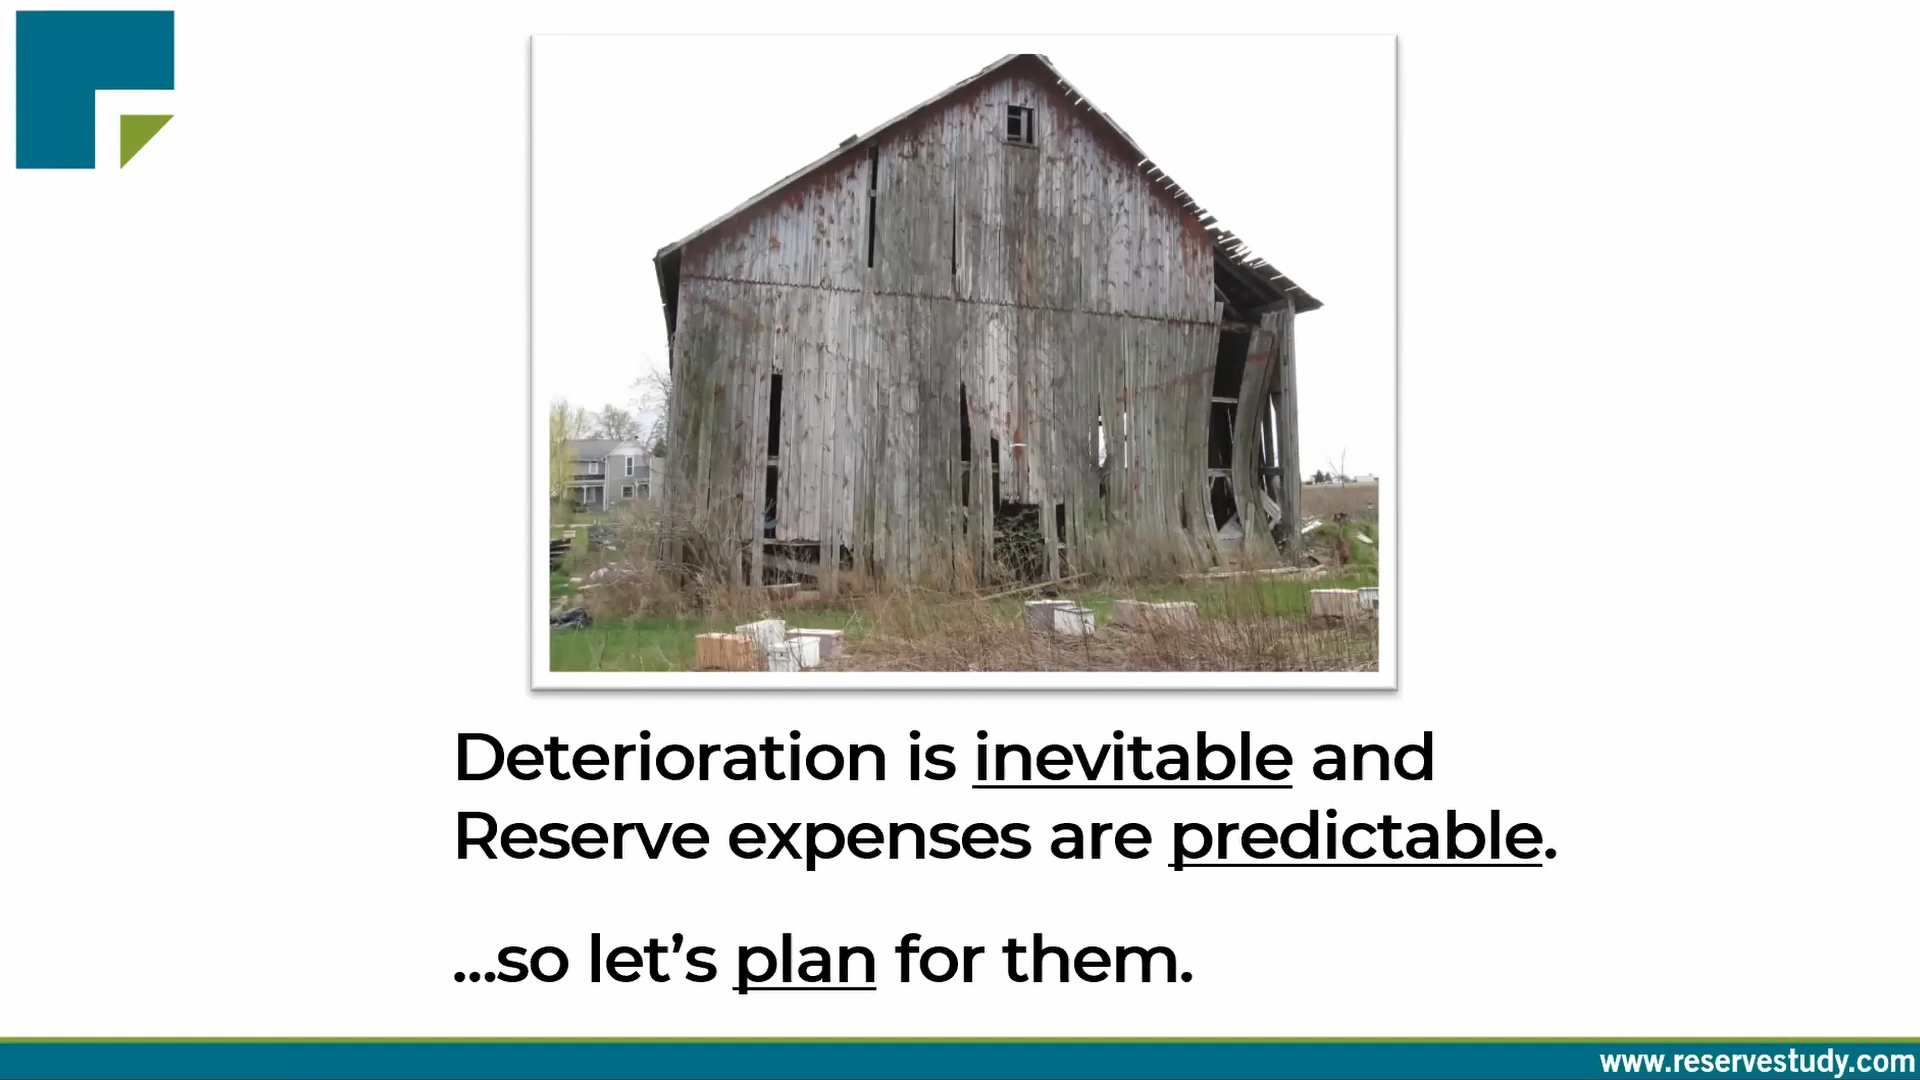 Deterioration is inevitable and
Reserve expenses are predictable.
...so let’s plan for them.
www.reservestudy.com